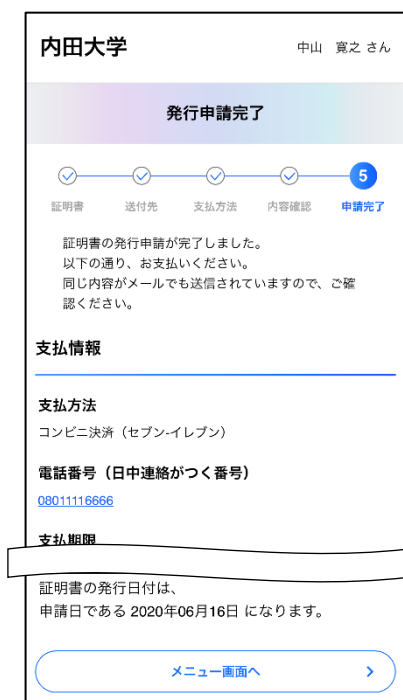 内田大学
中山 寛之 さん
発行申請完了
5
証明書 送付先 支払方法 内容確認 申請完了
証明書の発行申請が完了しました。
以下の通り、お支払いください。
同じ内容がメールでも送信されていますので、ご確
認ください。
支払情報
支払方法
コンビニ決済（セブン-イレブン）
電話番号（日中連絡がつく番号）
08011116666
支払期限
証明書の発行日付は、
申請日である 2020年06月16日 になります。
メニュー画面へ